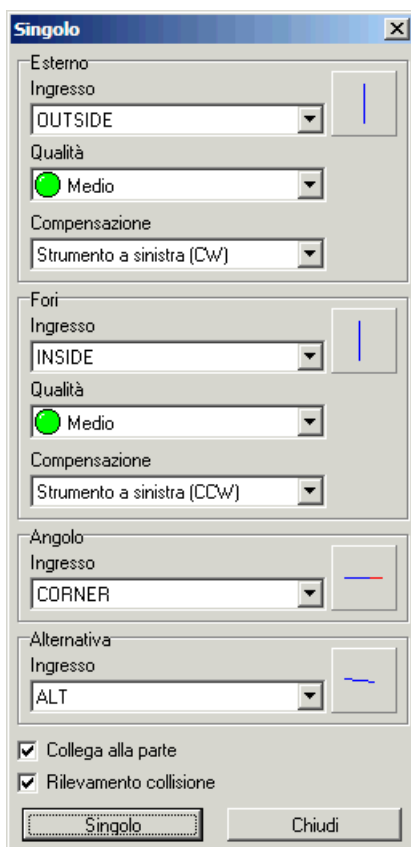 Singolo
Esterno
Ingresso
OUTSIDE
Qualità
Medio
Compensazione
Strumento a sinistra (CW)
Fori
Ingresso
INSIDE
Qualità
Medio
Compensazione
Strumento a sinistra (CCW)
Angolo
Ingresso
CORNER
Alternativa
Ingresso
ALT
Collega alla parte
Rilevamento collisione
Singolo Chiudi